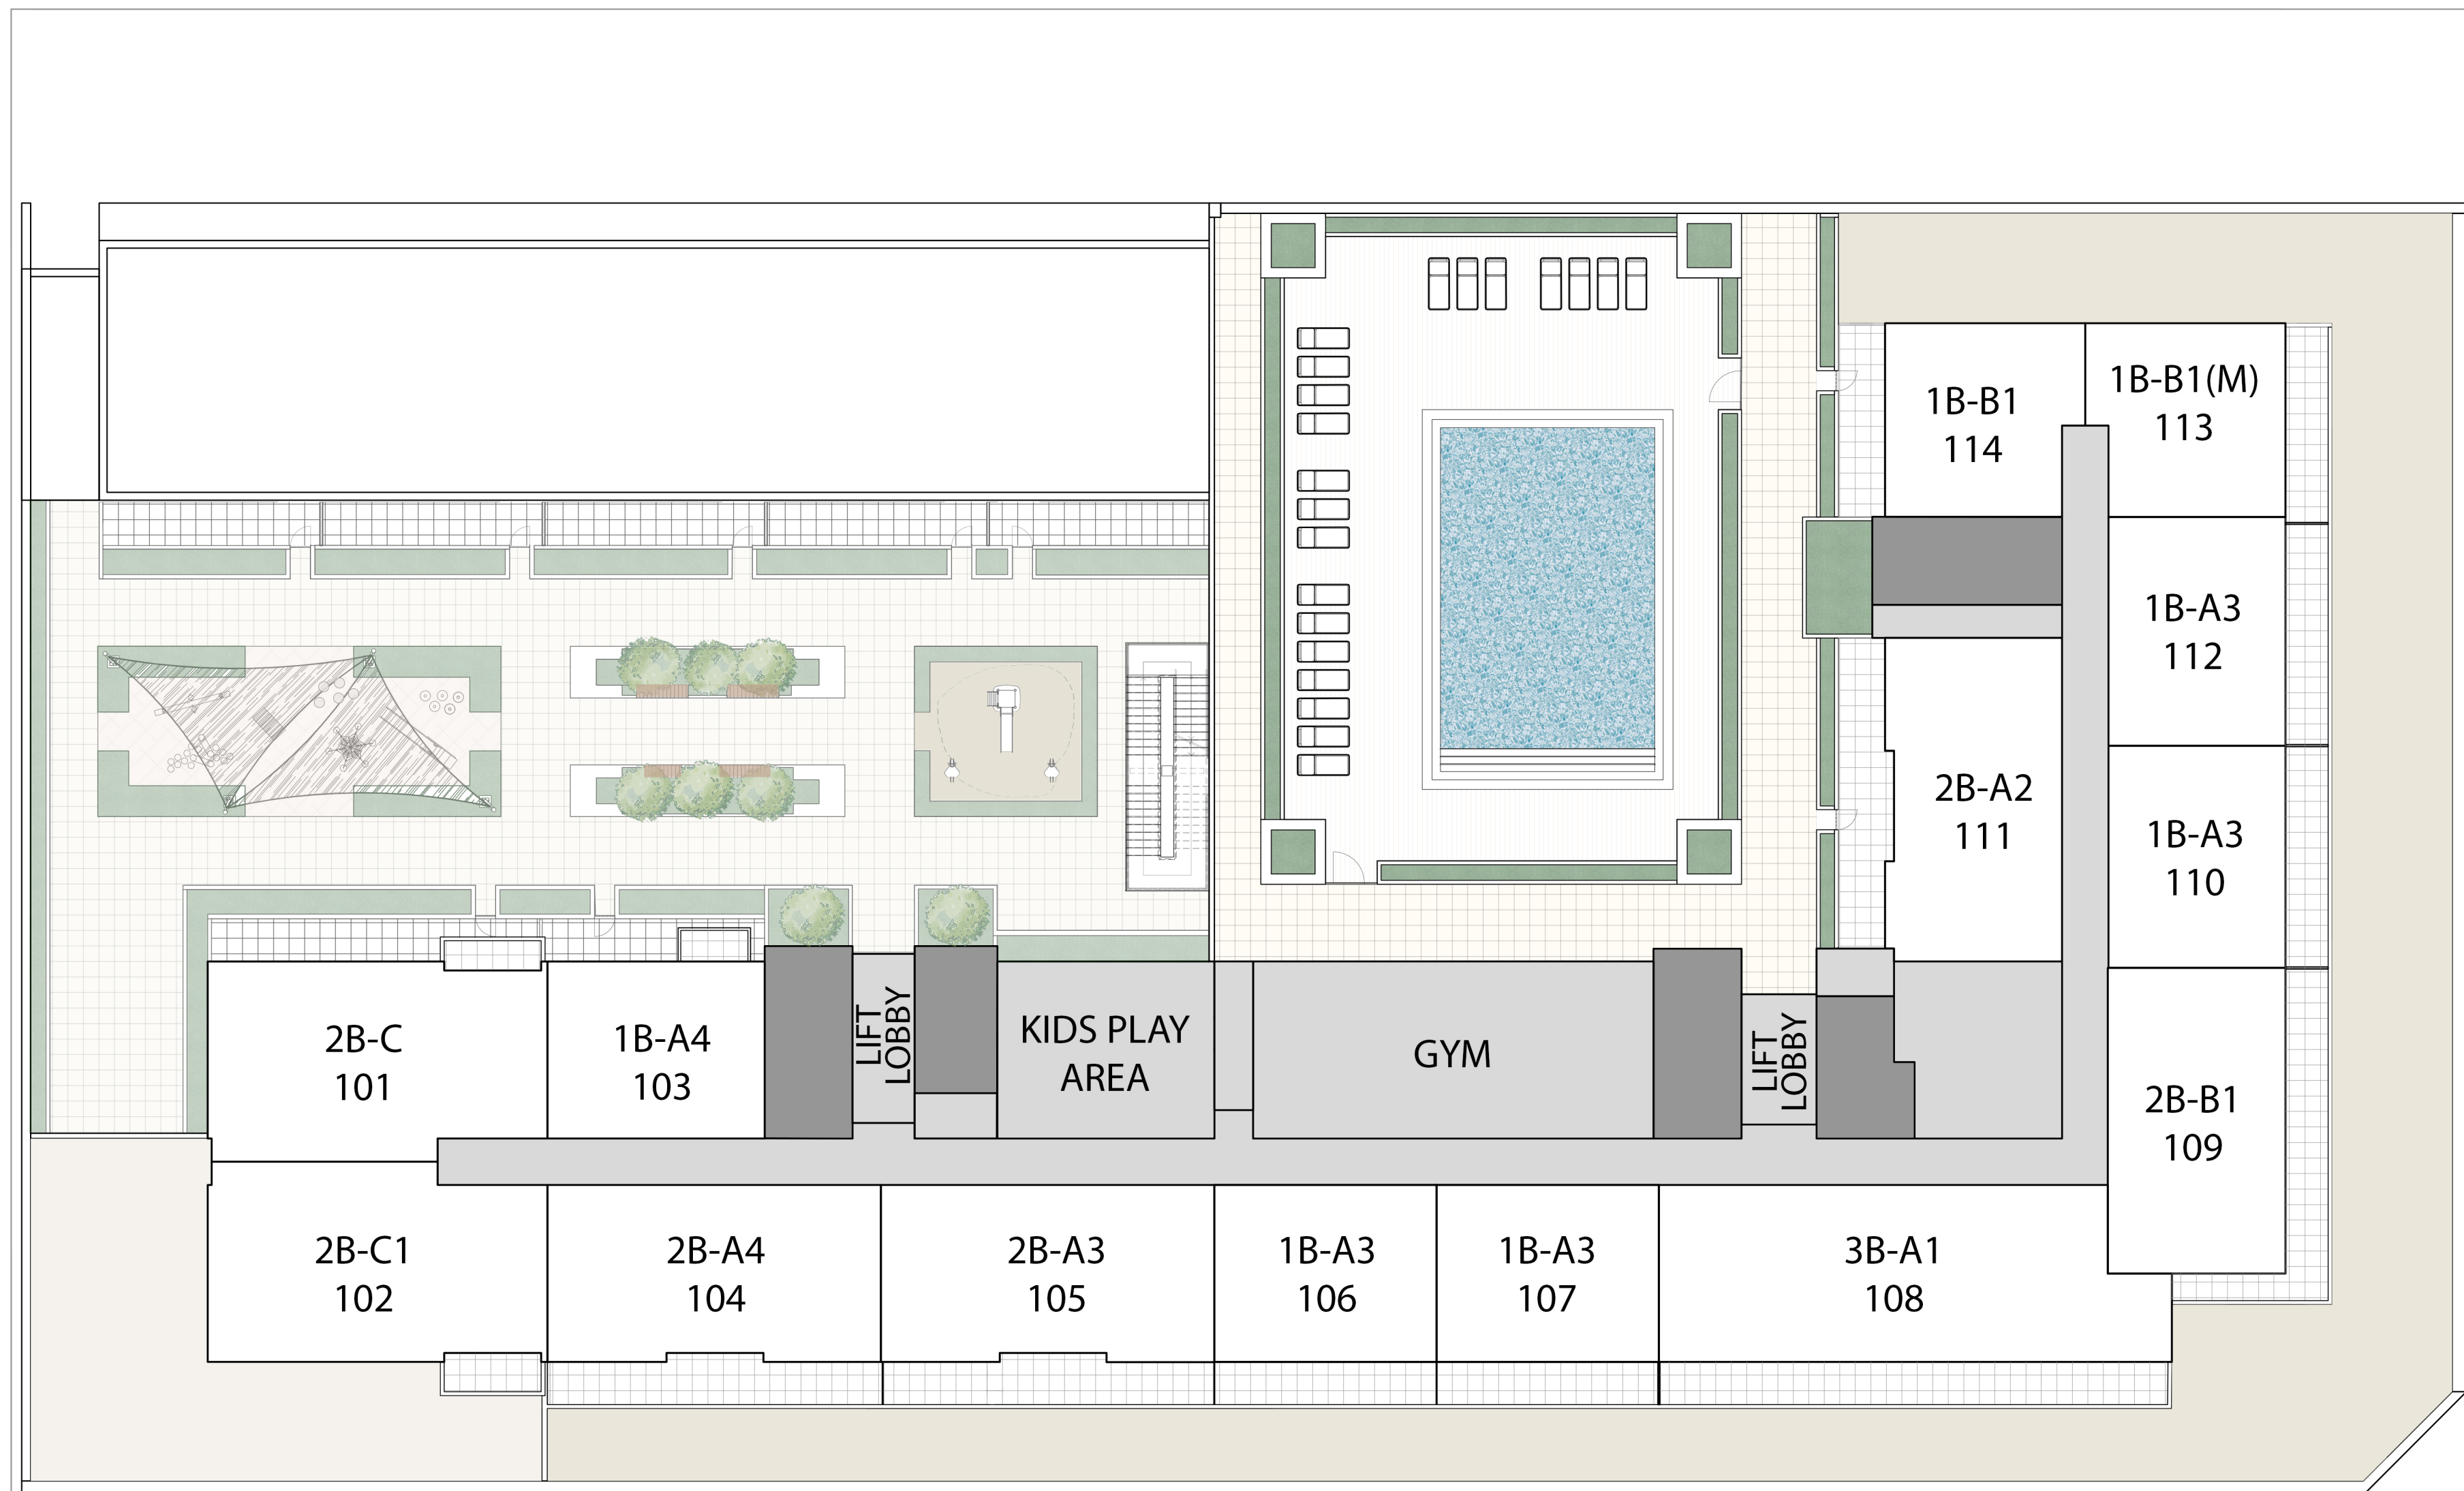 1B-B1
114
1B-B1(M)
113
1B-A3
112
2B-A2
111
1B-A3
110
2B-C
101
1B-A4
103
LIFT
LOBBY
KIDS PLAY
AREA
GYM
LIFT
LOBBY
2B-B1
109
2B-C1
102
2B-A4
104
2B-A3
105
1B-A3
106
1B-A3
107
3B-A1
108